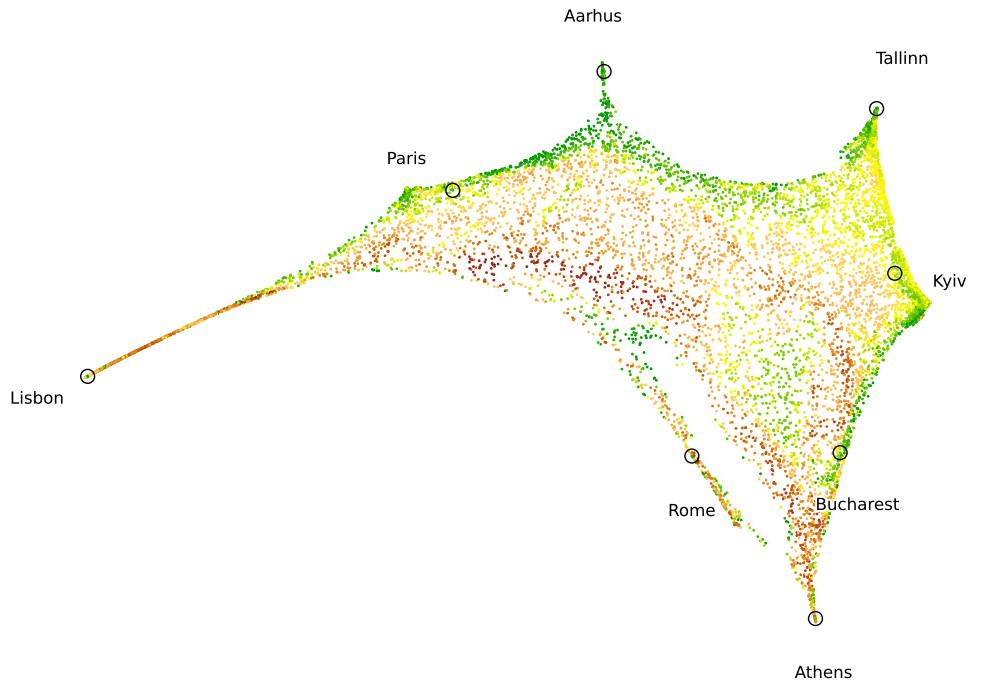 Aarhus
Tallinn
Paris
Kyiv
Lisbon
Rome
Bucharest
Athens